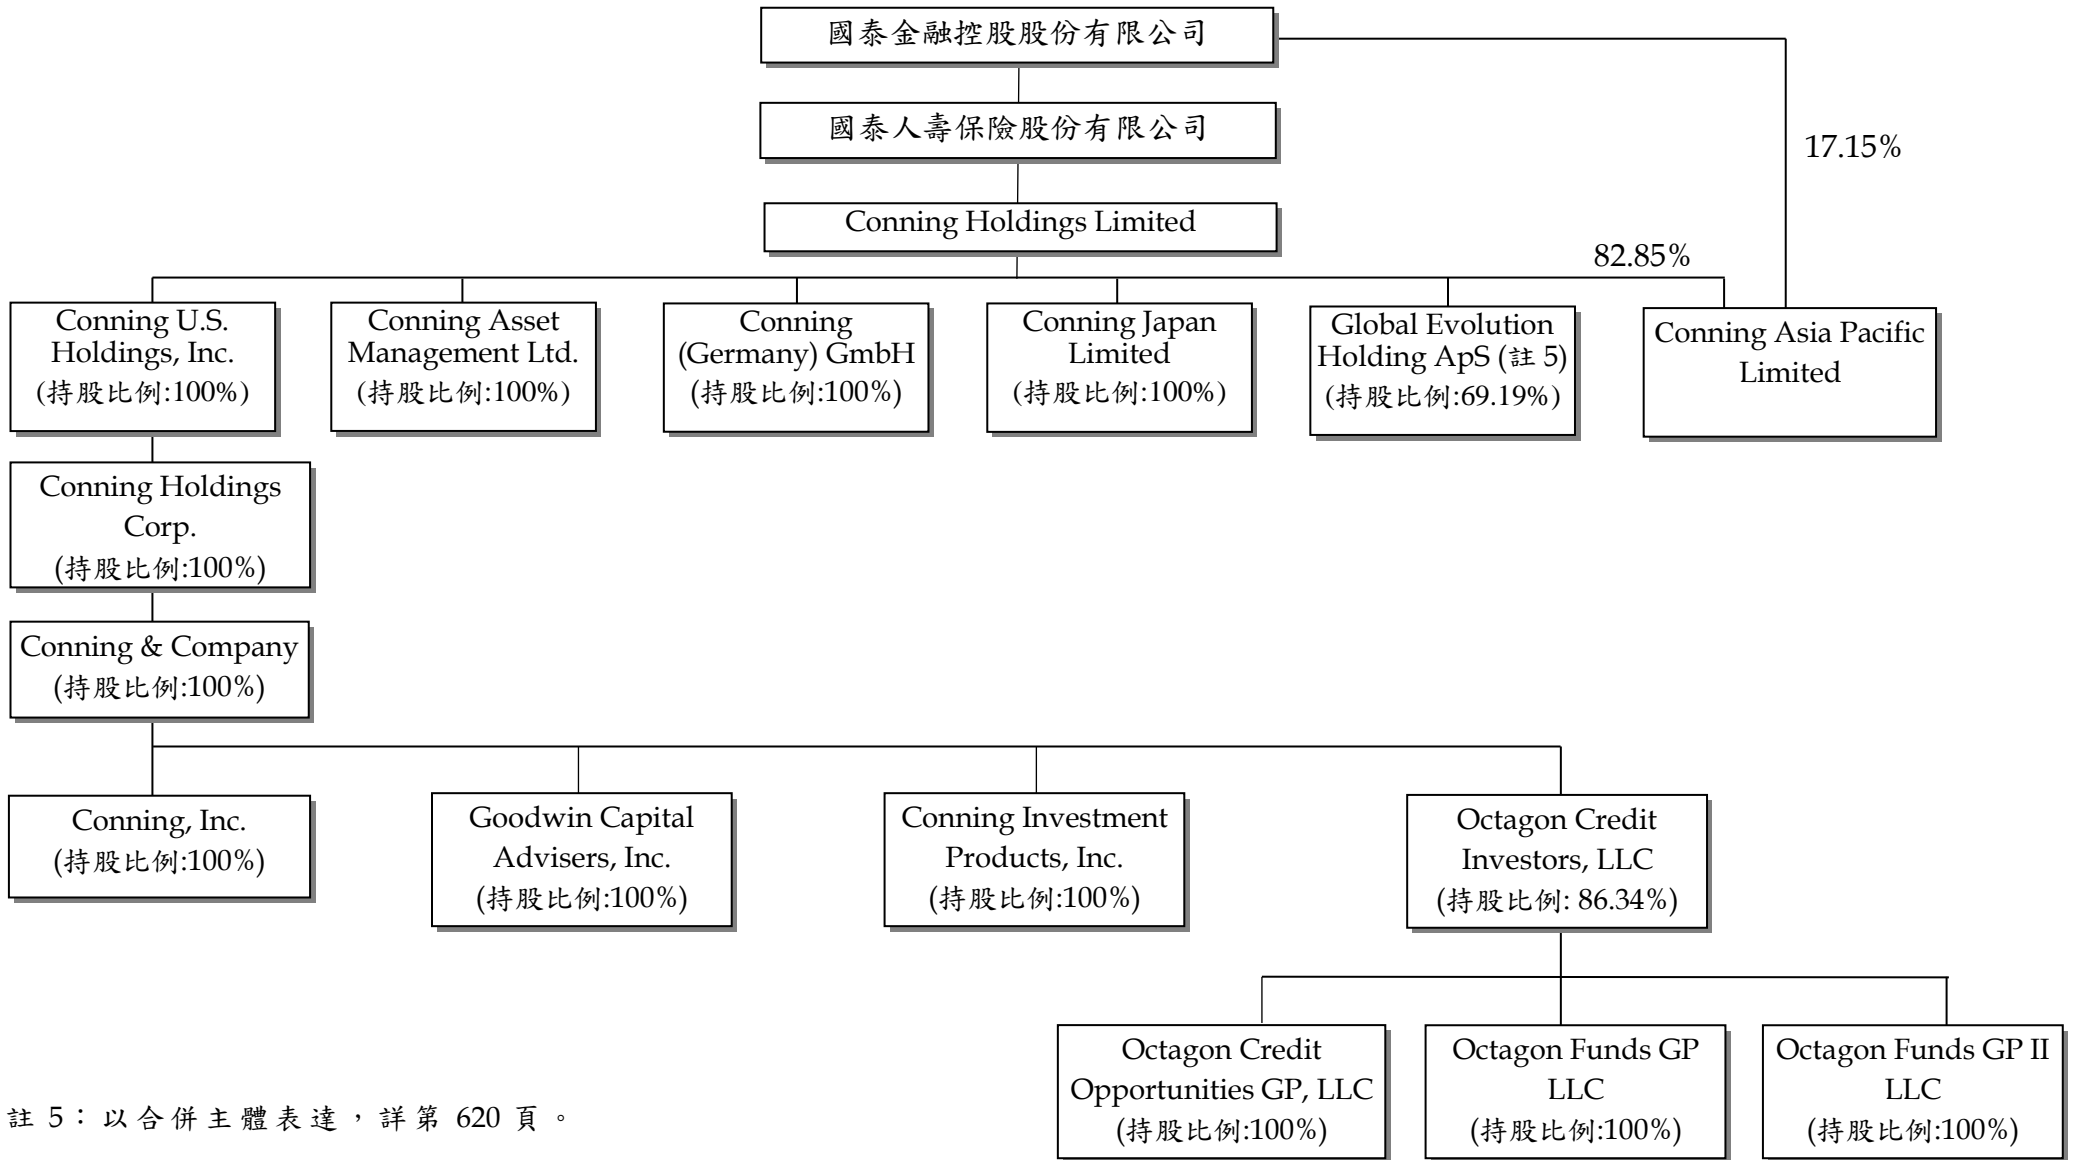 國泰金融控股股份有限公司
國泰人壽保險股份有限公司
17.15%
Conning Holdings Limited
82.85%
Conning U.S.
Holdings, Inc.
(持股比例:100%)
Conning Asset
Management Ltd.
(持股比例:100%)
Conning
(Germany) GmbH
(持股比例:100%)
Conning Japan
Limited
(持股比例:100%)
Global Evolution
Holding ApS (註 5)
(持股比例:69.19%)
Conning Asia Pacific
Limited
Conning Holdings
Corp.
(持股比例:100%)
Conning & Company
(持股比例:100%)
Conning, Inc.
(持股比例:100%)
Goodwin Capital
Advisers, Inc.
(持股比例:100%)
Conning Investment
Products, Inc.
(持股比例:100%)
Octagon Credit
Investors, LLC
(持股比例: 86.34%)
Octagon Credit
Opportunities GP, LLC
(持股比例:100%)
Octagon Funds GP
LLC
(持股比例:100%)
Octagon Funds GP II
LLC
(持股比例:100%)
註 5：以合併主體表達，詳第 620 頁。